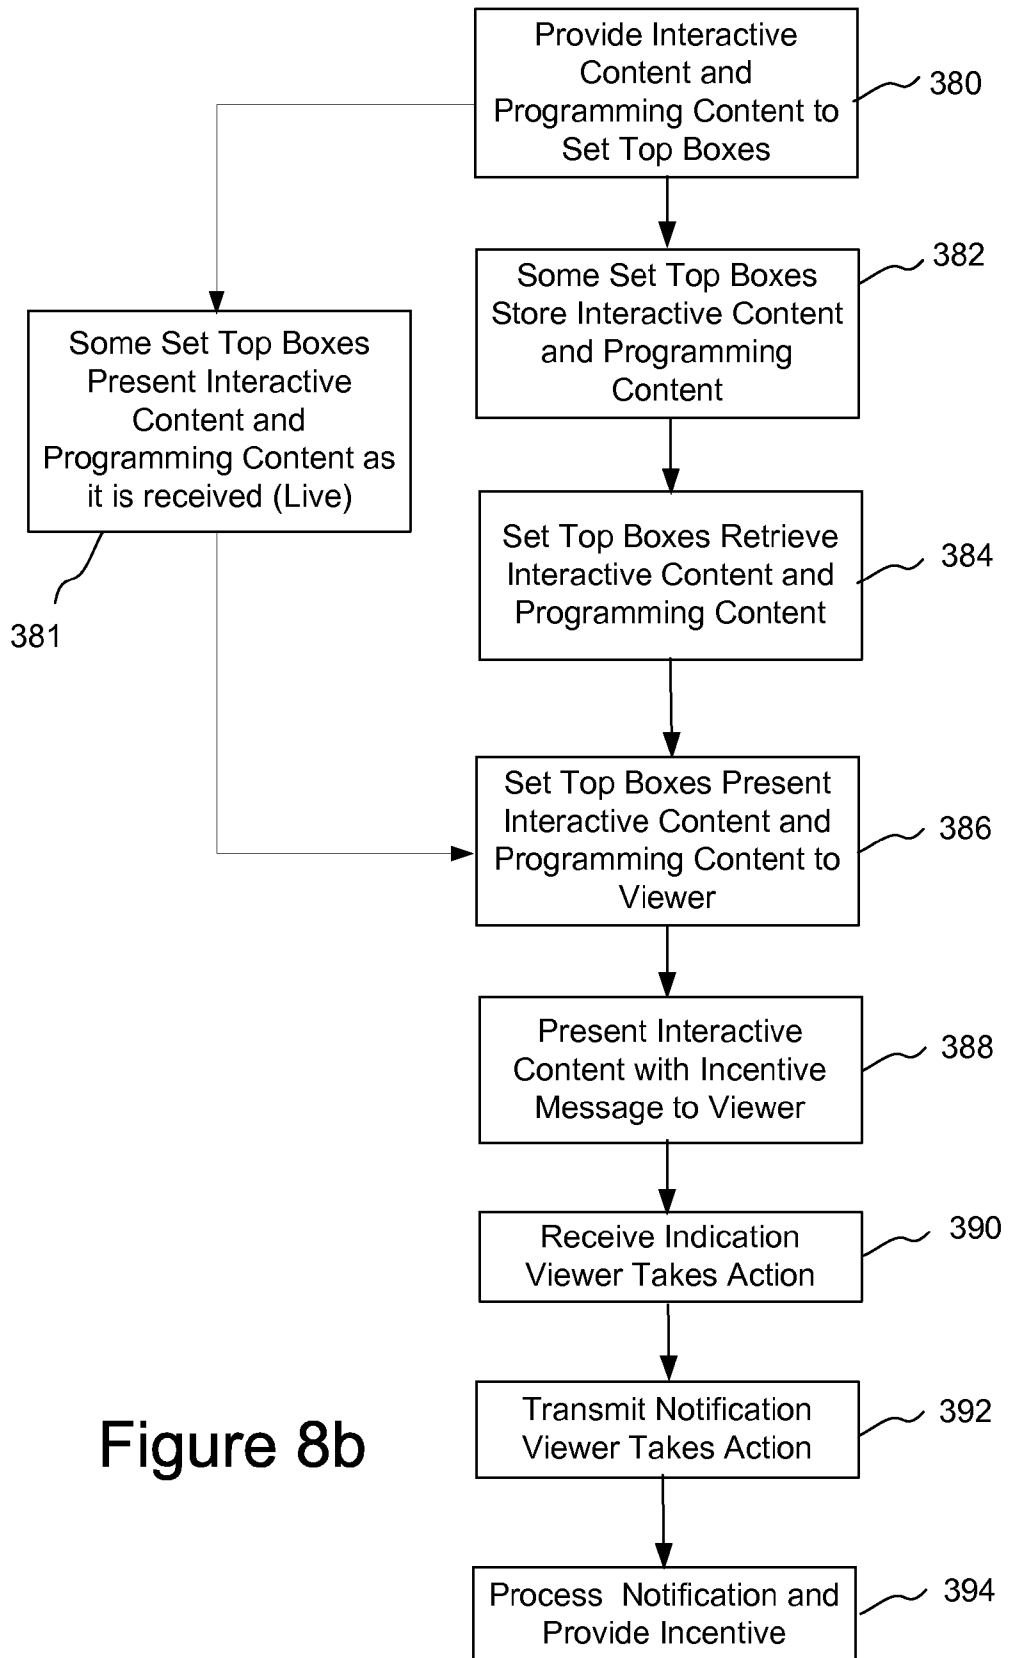 Provide Interactive
Content and
Programming Content to
Set Top Boxes
380
Some Set Top Boxes
Store Interactive Content
and Programming
Content
382
Some Set Top Boxes
Present Interactive
Content and
Programming Content as
it is received (Live)
381
Set Top Boxes Retrieve
Interactive Content and
Programming Content
384
Set Top Boxes Present
Interactive Content and
Programming Content to
Viewer
386
Present Interactive
Content with Incentive
Message to Viewer
388
Receive Indication
Viewer Takes Action
390
Transmit Notification
Viewer Takes Action
392
Figure 8b
Process Notification and
Provide Incentive
394